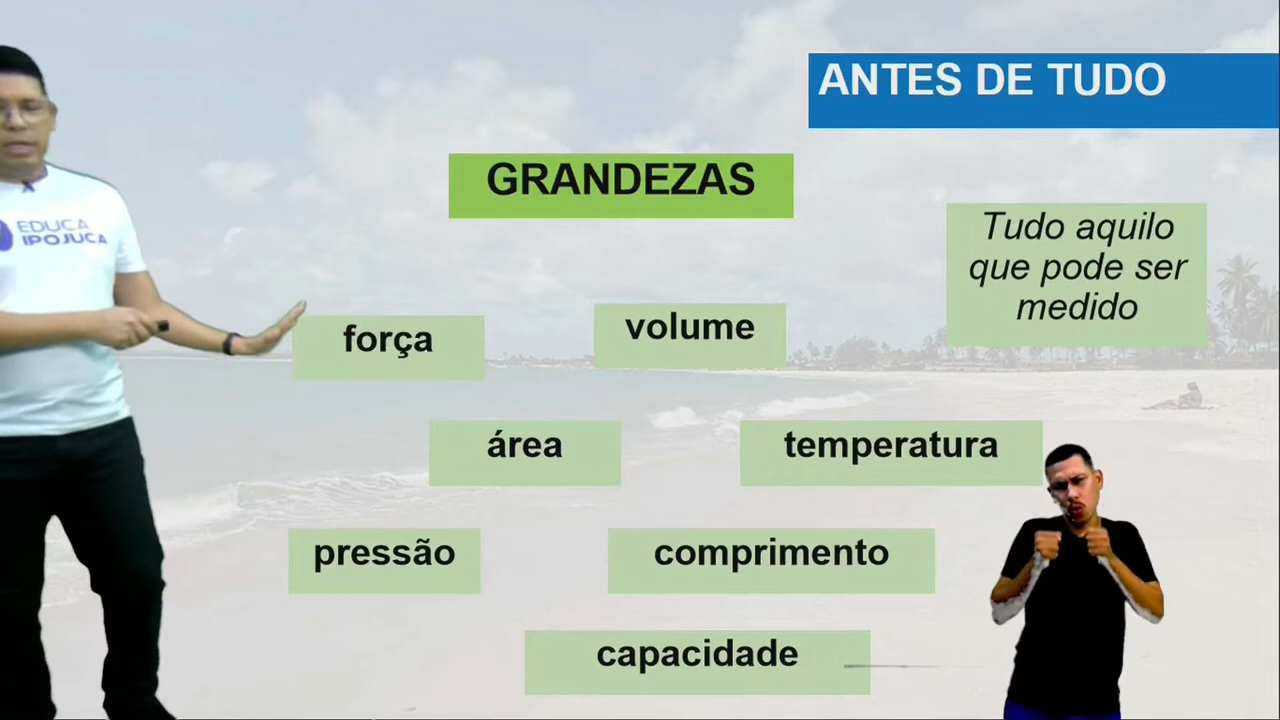 ANTES DE TUDO
GRANDEZAS
Tudo aquilo
que pode ser
medido
EDUCA
IPOJUCA
força
volume
área
temperatura
pressão
comprimento
capacidade